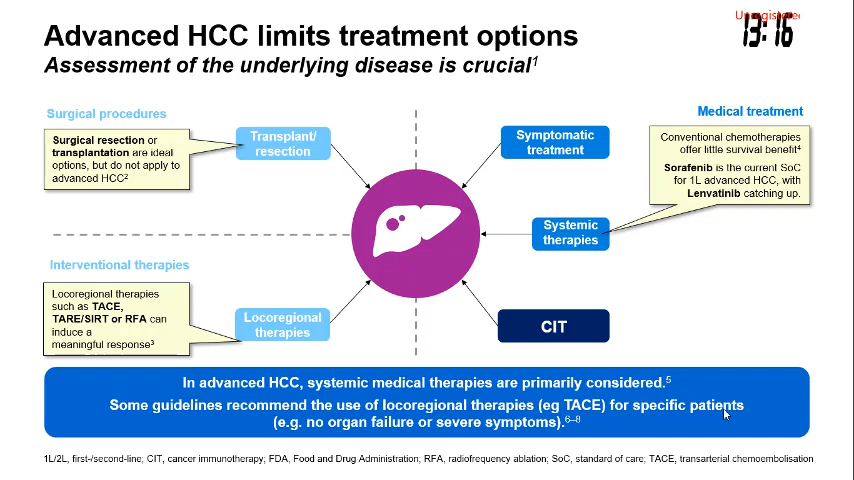 Unregistered
13:16
Advanced HCC limits treatment options
Assessment of the underlying disease is crucial1
Surgical procedures
Surgical resection or
transplantation are ideal
options, but do not apply to
advanced HCC2
Transplant/
resection
Symptomatic
treatment
Medical treatment
Conventional chemotherapies
offer little survival benefit4
Sorafenib is the current SoC
for 1L advanced HCC, with
Lenvatinib catching up.
Systemic
therapies
Interventional therapies
Locoregional therapies
such as TACE,
TARE/SIRT or RFA can
induce a
meaningful response3
Locoregional
therapies
CIT
In advanced HCC, systemic medical therapies are primarily considered.5
Some guidelines recommend the use of locoregional therapies (eg TACE) for specific patients
(e.g. no organ failure or severe symptoms).6–8
1L/2L, first-/second-line; CIT, cancer immunotherapy; FDA, Food and Drug Administration; RFA, radiofrequency ablation; SoC, standard of care; TACE, transarterial chemoembolisation